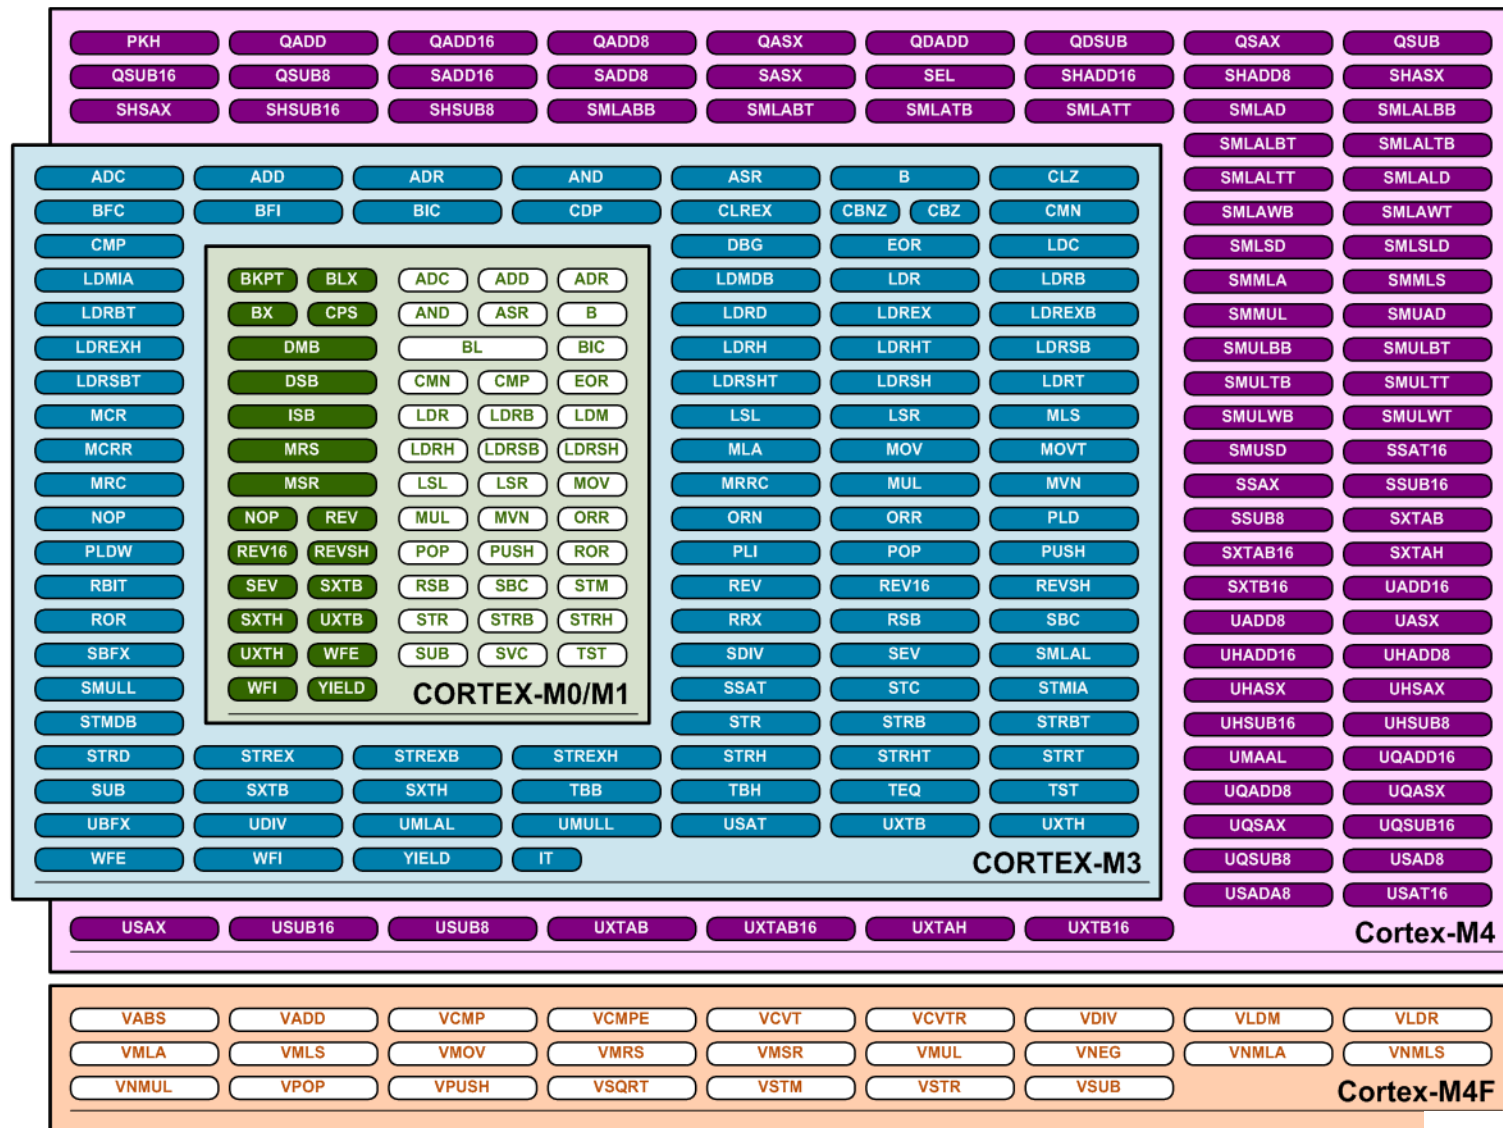 PKH QADD QADD16 QADD8 QASX QDADD QDSUB QSAX QSUB
QSUB16 QSUB8 SADD16 SADD8 SASX SEL SHADD16 SHADD8 SHASX
SHSAX SHSUB16 SHSUB8 SMLABB SMLABT SMLATB SMLATT SMLAD SMLALBB
SMLALBT SMLALTB
ADC ADD ADR AND ASR B CLZ SMLALTT SMLALD
BFC BFI BIC CDP CLREX CBNZ CBZ CMN SMLAWB SMLAWT
CMP DBG EOR LDC SMLSD SMLSLD
LDMIA BKPT BLX ADC ADD ADR LDMDB LDR LDRB SMMLA SMMLS
LDRBT BX CPS AND ASR B LDRD LDREX LDREXB SMMUL SMUAD
LDREXH DMB BL BIC LDRH LDRHT LDRSB SMULBB SMULBT
LDRSBT DSB CMN CMP EOR LDRSHT LDRSH LDRT SMULTB SMULTT
MCR ISB LDR LDRB LDM LSL LSR MLS SMULWB SMULWT
MCRR MRS LDRH LDRSB LDRSH MLA MOV MOVT SMUSD SSAT16
MRC MSR LSL LSR MOV MRRC MUL MVN SSAX SSUB16
NOP NOP REV MUL MVN ORR ORN ORR PLD SSUB8 SXTAB
PLDW REV16 REVSH POP PUSH ROR PLI POP PUSH SXTAB16 SXTAH
RBIT SEV SXTB RSB SBC STM REV REV16 REVSH SXTB16 UADD16
ROR SXTH UXTB STR STRB STRH RRX RSB SBC UADD8 UASX
SBFX UXTH WFE SUB SVC TST SDIV SEV SMLAL UHADD16 UHADD8
SMULL WFI YIELD CORTEX-M0/M1 SSAT STC STMIA UHASX UHSAX
STMDB STR STRB STRBT UHSUB16 UHSUB8
STRD STREX STREXB STREXH STRH STRHT STRT UMAAL UQADD16
SUB SXTB SXTH TBB TBH TEQ TST UQADD8 UQASX
UBFX UDIV UMLAL UMULL USAT UXTB UXTH UQSAX UQSUB16
WFE WFI YIELD IT CORTEX-M3 UQSUB8 USAD8
USADA8 USAT16
USAX USUB16 USUB8 UXTAB UXTAB16 UXTAH UXTB16 Cortex-M4
VABS VADD VCMP VCMPE VCVT VCVTR VDIV VLDM VLDR
VMLA VMLS VMOV VMRS VMSR VMUL VNEG VNMLA VNMLS
VNMUL VPOP VPUSH VSQRT VSTM VSTR VSUB Cortex-M4F